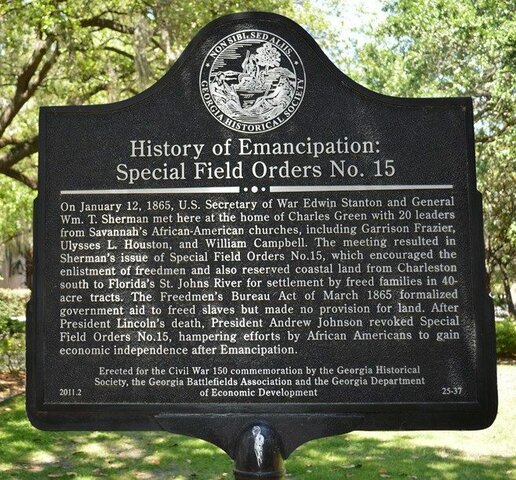 NON SIBI, SED ALIIS
GEORGIA HISTORICAL SOCIETY
History of Emancipation:
Special Field Orders No. 15
On January 12, 1865, U.S. Secretary of War Edwin Stanton and General
Wm. T. Sherman met here at the home of Charles Green with 20 leaders
from Savannah's African-American churches, including Garrison Frazier,
Ulysses L. Houston, and William Campbell. The meeting resulted in
Sherman's issue of Special Field Orders No.15, which encouraged the
enlistment of freedmen and also reserved coastal land from Charleston
south to Florida's St. Johns River for settlement by freed families in 40-
acre tracts. The Freedmen's Bureau Act of March 1865 formalized
government aid to freed slaves but made no provision for land. After
President Lincoln's death, President Andrew Johnson revoked Special
Field Orders No.15, hampering efforts by African Americans to gain
economic independence after Emancipation.
Erected for the Civil War 150 commemoration by the Georgia Historical
Society, the Georgia Battlefields Association and the Georgia Department
of Economic Development
2011.2
25-37